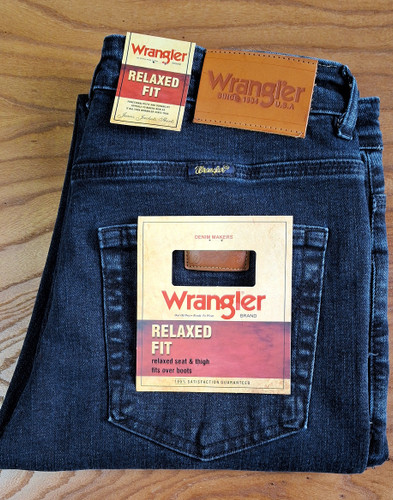 Wrangler
RELAXED
FIT
Wrangler
SINCE 1934
U.S.A
Wrangler
DENIM MAKERS
Wrangler
BRAND
RELAXED
FIT
relaxed seat & thigh
fits over boots
100% SATISFACTION GUARANTEED